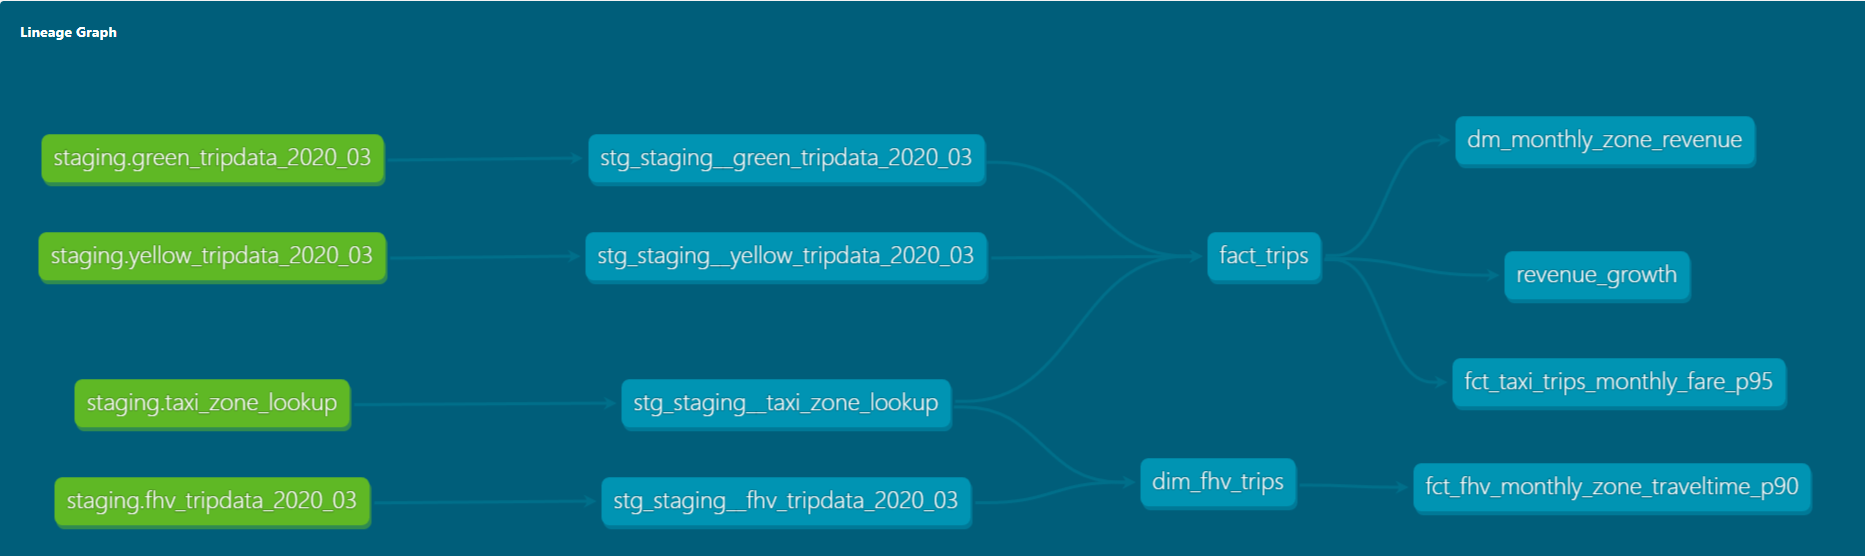 Lineage Graph
staging.green_tripdata_2020_03
stg_staging__green_tripdata_2020_03
dm_monthly_zone_revenue
staging.yellow_tripdata_2020_03
stg_staging__yellow_tripdata_2020_03
fact_trips
revenue_growth
staging.taxi_zone_lookup
stg_staging__taxi_zone_lookup
fct_taxi_trips_monthly_fare_p95
staging.fhv_tripdata_2020_03
stg_staging__fhv_tripdata_2020_03
dim_fhv_trips
fct_fhv_monthly_zone_traveltime_p90